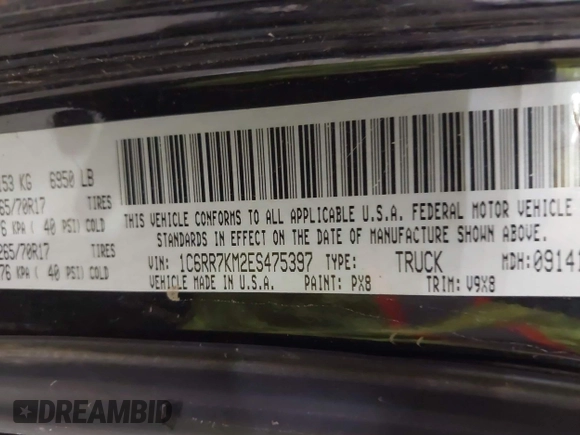 153 KG 6950 LB
65/70R17 TIRES
6 KPA ( 40 PSI) COLD
265/70R17 TIRES
76 KPA ( 40 PSI) COLD
THIS VEHICLE CONFORMS TO ALL APPLICABLE U.S.A. FEDERAL MOTOR VEHICLE
STANDARDS IN EFFECT ON THE DATE OF MANUFACTURE SHOWN ABOVE.
VIN: 1C6RR7KM2ES475397 TYPE: TRUCK MDH: 09141
VEHICLE MADE IN U.S.A. PAINT: PX8 TRIM: V9X8
DREAMBID